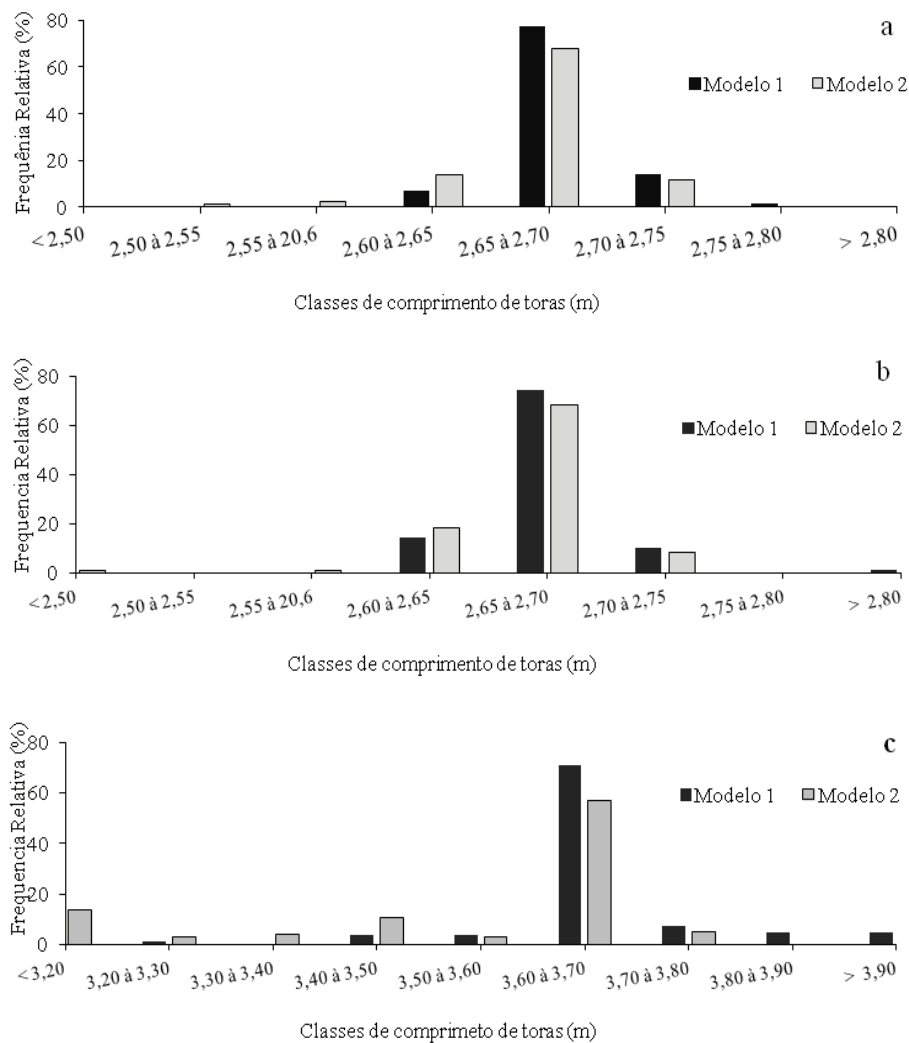 a
Frequênia Relativa (%)
80
60
40
20
0
Modelo 1 Modelo 2
< 2,50 2,50 à 2,55 2,55 à 20,6 2,60 à 2,65 2,65 à 2,70 2,70 à 2,75 2,75 à 2,80 > 2,80
Classes de comprimento de toras (m)
b
Frequencia Relativa (%)
80
60
40
20
0
Modelo 1 Modelo 2
< 2,50 2,50 à 2,55 2,55 à 20,6 2,60 à 2,65 2,65 à 2,70 2,70 à 2,75 2,75 à 2,80 > 2,80
Classes de comprimento de toras (m)
c
Frequencia Relativa (%)
80
60
40
20
0
Modelo 1 Modelo 2
< 3,20 3,20 à 3,30 3,30 à 3,40 3,40 à 3,50 3,50 à 3,60 3,60 à 3,70 3,70 à 3,80 3,80 à 3,90 > 3,90
Classes de comprimeto de toras (m)